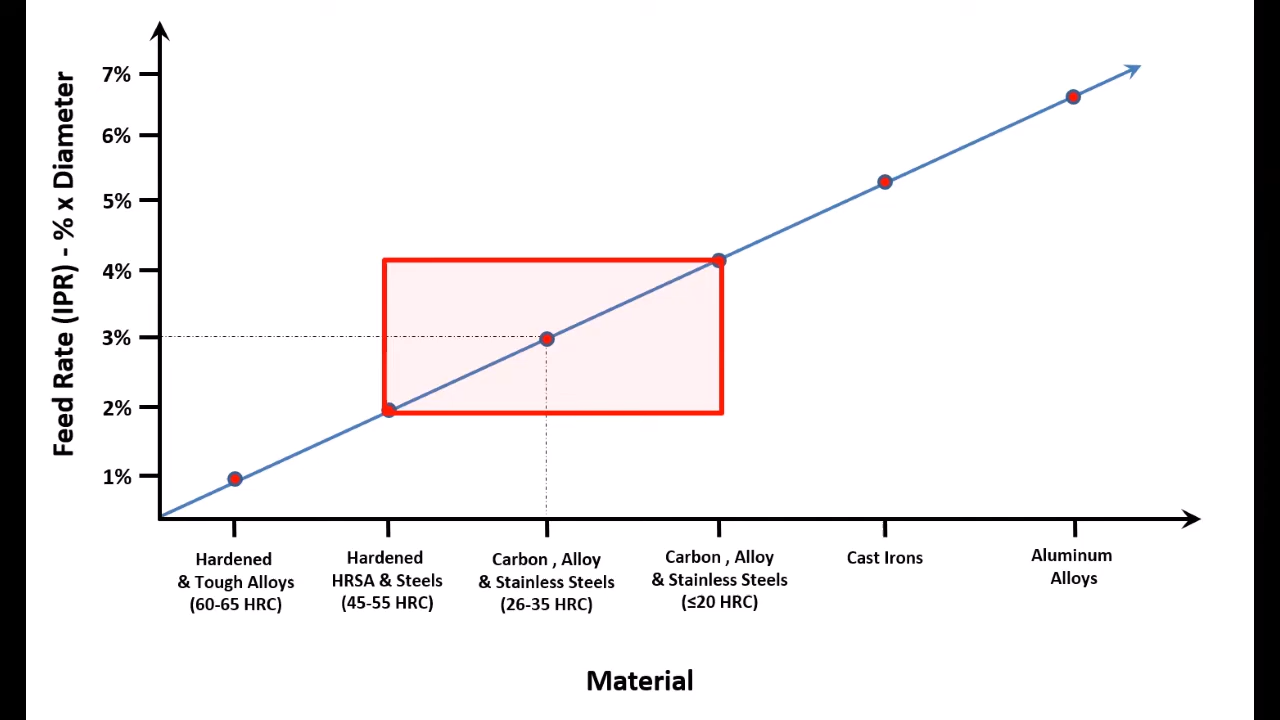 Feed Rate (IPR) - % x Diameter
7%
6%
5%
4%
3%
2%
1%
Hardened
& Tough Alloys
(60-65 HRC)
Hardened
HRSA & Steels
(45-55 HRC)
Carbon , Alloy
& Stainless Steels
(26-35 HRC)
Carbon , Alloy
& Stainless Steels
(≤20 HRC)
Cast Irons
Aluminum
Alloys
Material